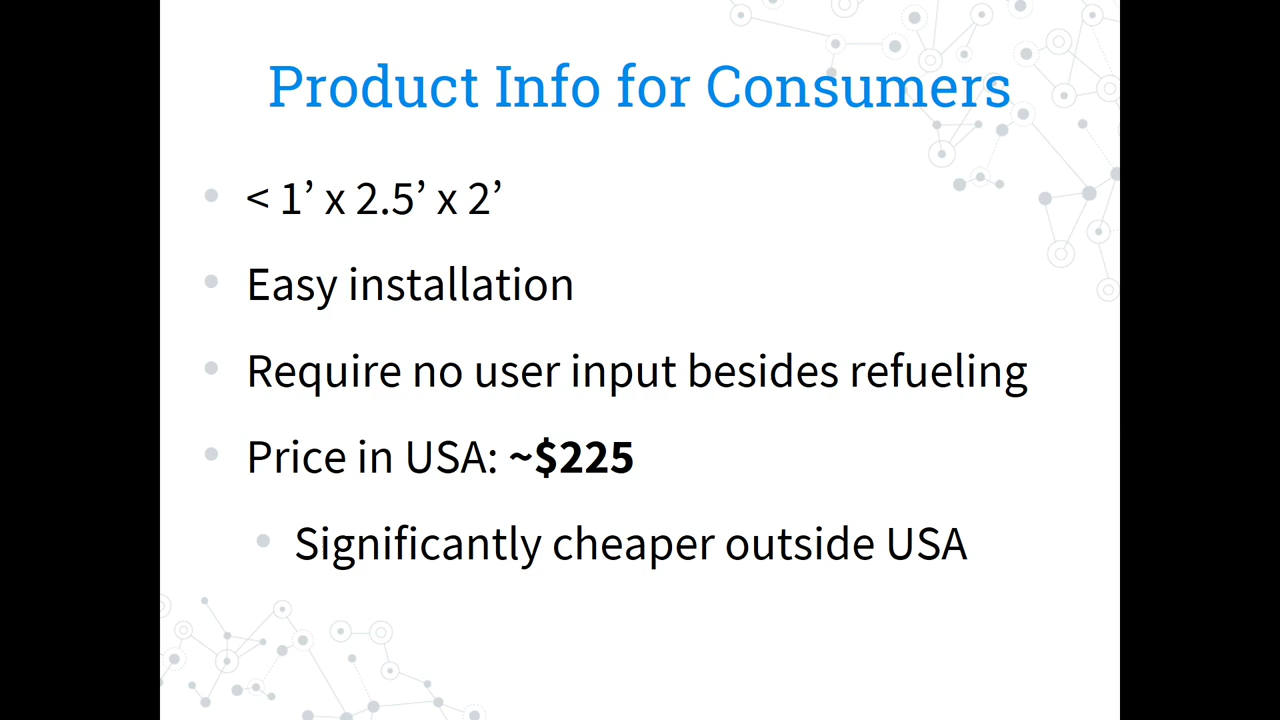 Product Info for Consumers
< 1’ x 2.5’ x 2’
Easy installation
Require no user input besides refueling
Price in USA: ~$225
Significantly cheaper outside USA